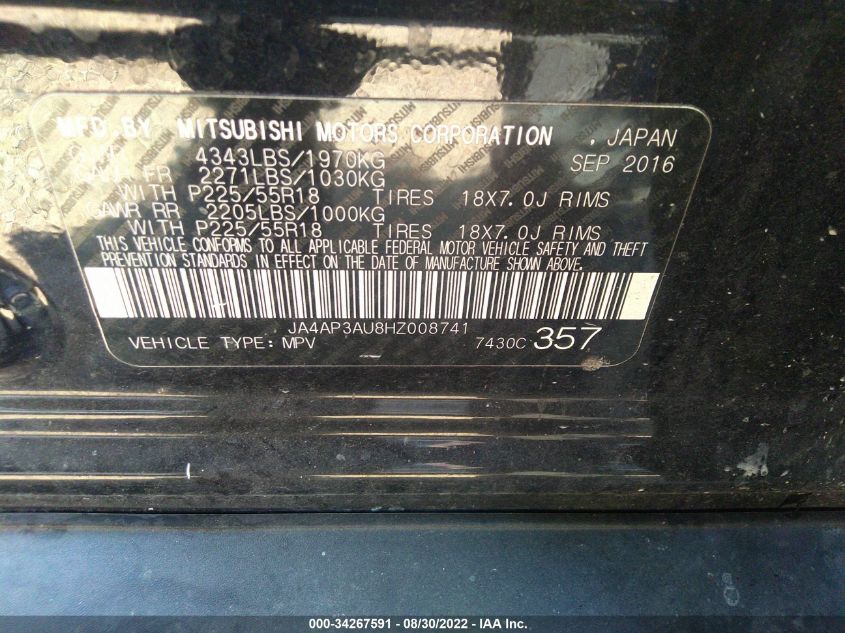 MFD.BY MITSUBISHI MOTORS CORPORATION , JAPAN
4343LBS/1970KG SEP 2016
GAWR FR 2271LBS/1030KG
WITH P225/55R18 TIRES 18X7.0J RIMS
GAWR RR 2205LBS/1000KG
WITH P225/55R18 TIRES 18X7.0J RIMS
THIS VEHICLE CONFORMS TO ALL APPLICABLE FEDERAL MOTOR VEHICLE SAFETY AND THEFT
PREVENTION STANDARDS IN EFFECT ON THE DATE OF MANUFACTURE SHOWN ABOVE.
JA4AP3AU8HZ008741
VEHICLE TYPE:MPV 7430C 357
000-34267591 - 08/30/2022 - IAA Inc.